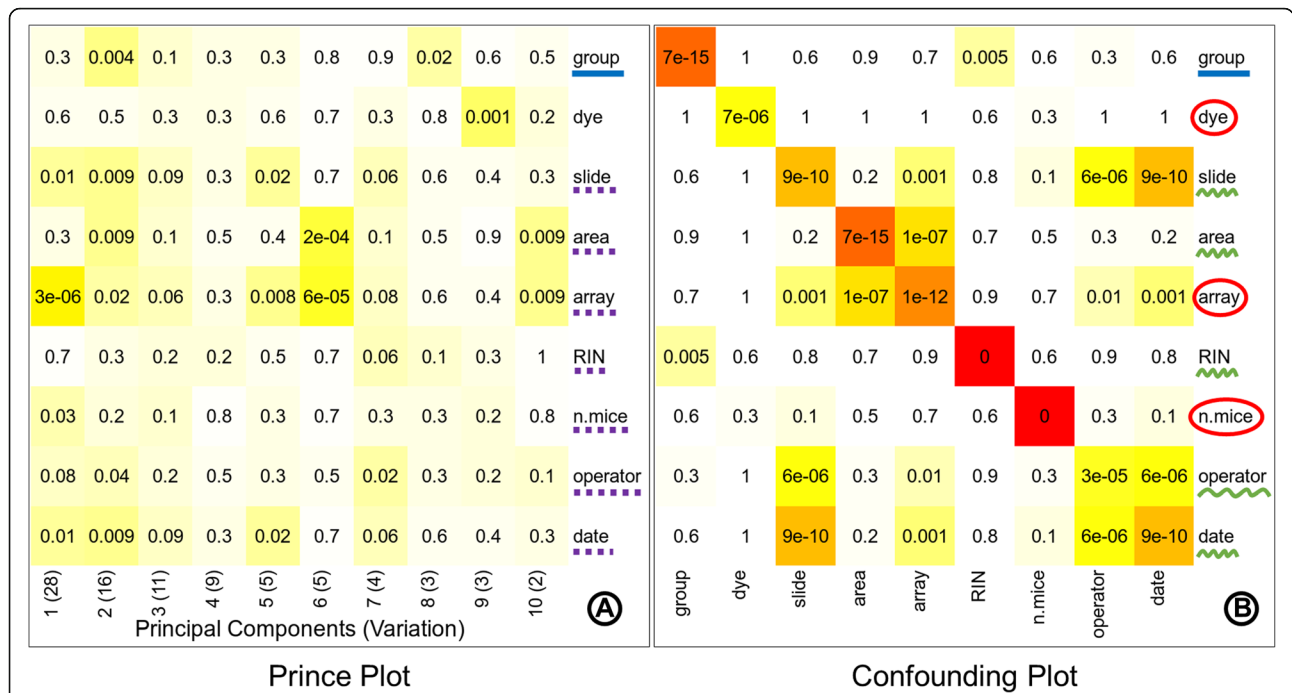 0.3 0.004 0.1 0.3 0.3 0.8 0.9 0.02 0.6 0.5 group
0.6 0.5 0.3 0.3 0.6 0.7 0.3 0.8 0.001 0.2 dye
0.01 0.009 0.09 0.3 0.02 0.7 0.06 0.6 0.4 0.3 slide
0.3 0.009 0.1 0.5 0.4 2e-04 0.1 0.5 0.9 0.009 area
3e-06 0.02 0.06 0.3 0.008 6e-05 0.08 0.6 0.4 0.009 array
0.7 0.3 0.2 0.2 0.5 0.7 0.06 0.1 0.3 1 RIN
0.03 0.2 0.1 0.8 0.3 0.7 0.3 0.3 0.2 0.8 n.mice
0.08 0.04 0.2 0.5 0.3 0.5 0.02 0.3 0.2 0.1 operator
0.01 0.009 0.09 0.3 0.02 0.7 0.06 0.6 0.4 0.3 date
1 (28) 2 (16) 3 (11) 4 (9) 5 (5) 6 (5) 7 (4) 8 (3) 9 (3) 10 (2)
Principal Components (Variation)
A
Prince Plot
7e-15 1 0.6 0.9 0.7 0.005 0.6 0.3 0.6 group
1 7e-06 1 1 1 0.6 0.3 1 1 dye
0.6 1 9e-10 0.2 0.001 0.8 0.1 6e-06 9e-10 slide
0.9 1 0.2 7e-15 1e-07 0.7 0.5 0.3 0.2 area
0.7 1 0.001 1e-07 1e-12 0.9 0.7 0.01 0.001 array
0.005 0.6 0.8 0.7 0.9 0 0.6 0.9 0.8 RIN
0.6 0.3 0.1 0.5 0.7 0.6 0 0.3 0.1 n.mice
0.3 1 6e-06 0.3 0.01 0.9 0.3 3e-05 6e-06 operator
0.6 1 9e-10 0.2 0.001 0.8 0.1 6e-06 9e-10 date
group dye slide area array RIN n.mice operator date
B
Confounding Plot